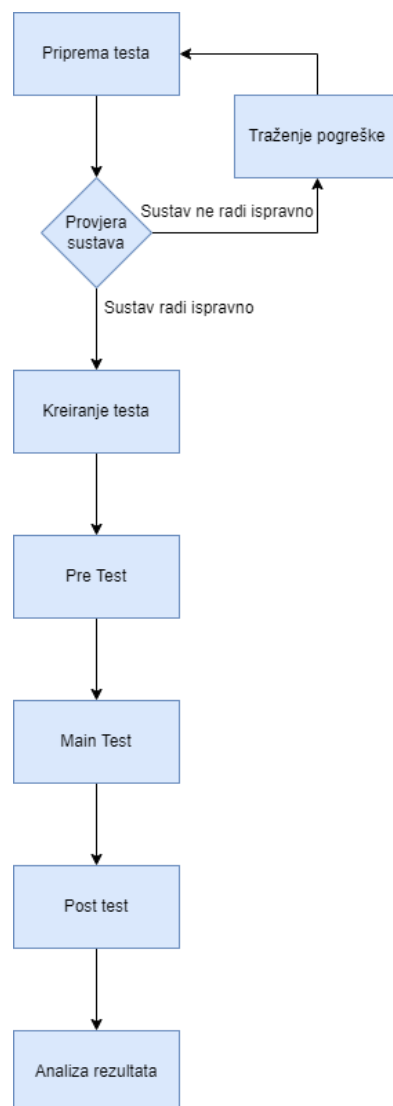 Priprema testa
Traženje pogreške
Sustav ne radi ispravno
Provjera
sustava
Sustav radi ispravno
Kreiranje testa
Pre Test
Main Test
Post test
Analiza rezultata